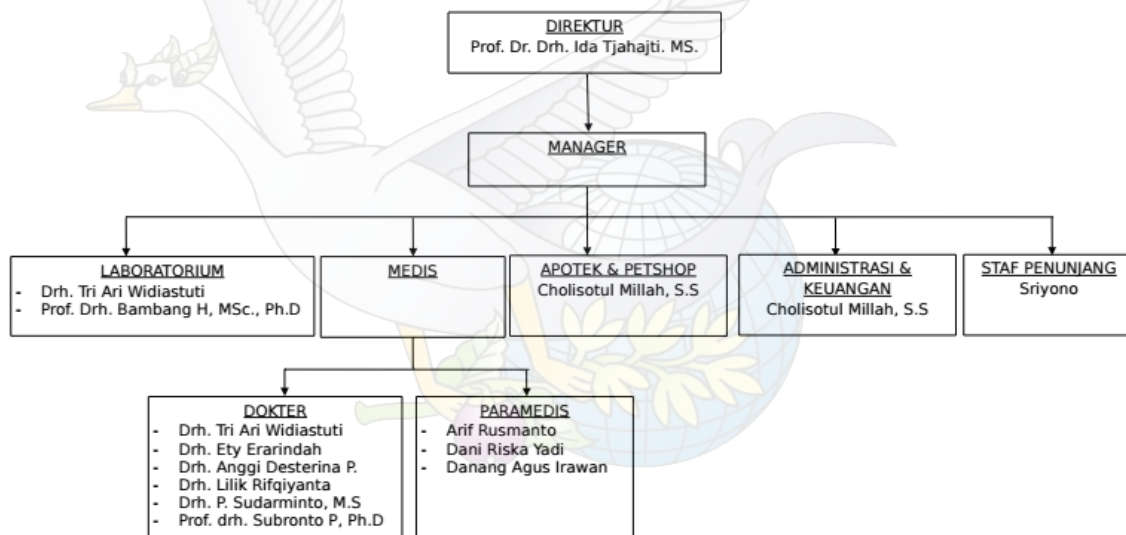 DIREKTUR
Prof. Dr. Drh. Ida Tjahajti. MS.
MANAGER
LABORATORIUM
- Drh. Tri Ari Widiastuti
- Prof. Drh. Bambang H, MSc., Ph.D
MEDIS
APOTEK & PETSHOP
Cholisotul Millah, S.S
ADMINISTRASI &
KEUANGAN
Cholisotul Millah, S.S
STAF PENUNJANG
Sriyono
DOKTER
- Drh. Tri Ari Widiastuti
- Drh. Ety Erarindah
- Drh. Anggi Desterina P.
- Drh. Lilik Rifqiyanta
- Drh. P. Sudarminto, M.S
- Prof. drh. Subronto P, Ph.D
PARAMEDIS
- Arif Rusmanto
- Dani Riska Yadi
- Danang Agus Irawan